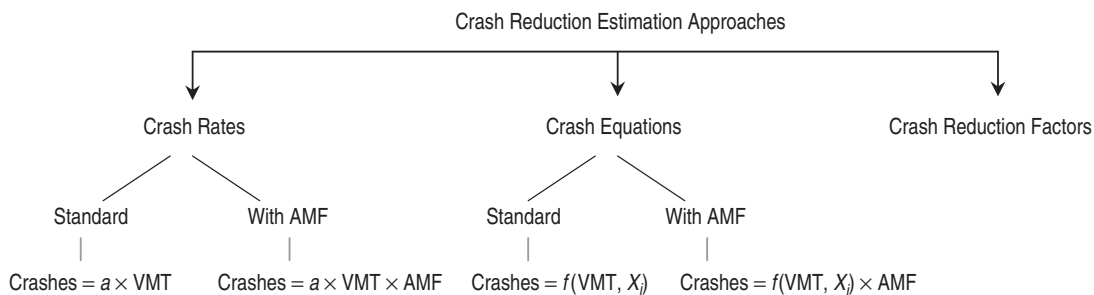 Crash Reduction Estimation Approaches
Crash Rates
Crash Equations
Crash Reduction Factors
Standard
With AMF
Standard
With AMF
Crashes = a × VMT
Crashes = a × VMT × AMF
Crashes = f(VMT, Xi)
Crashes = f(VMT, Xi) × AMF